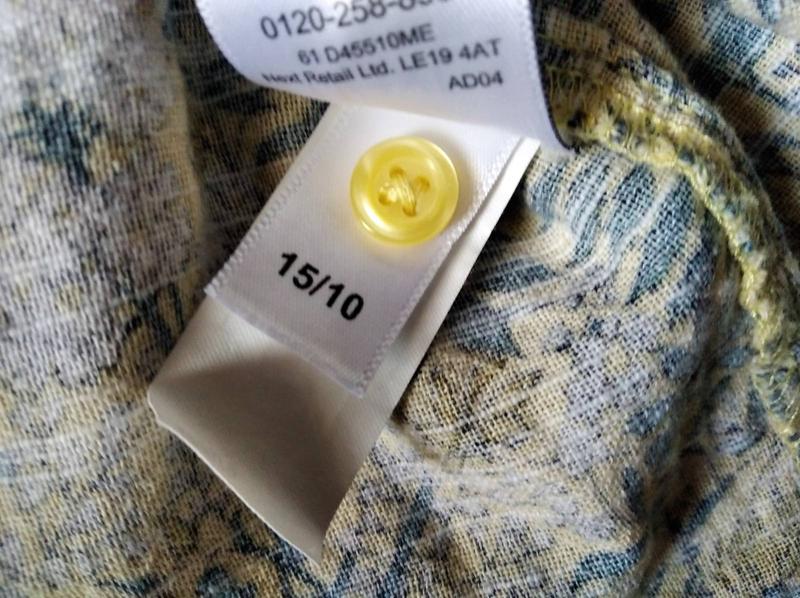 0120-258-
61 D45510ME
Next Retail Ltd. LE19 4AT
AD04
15/10